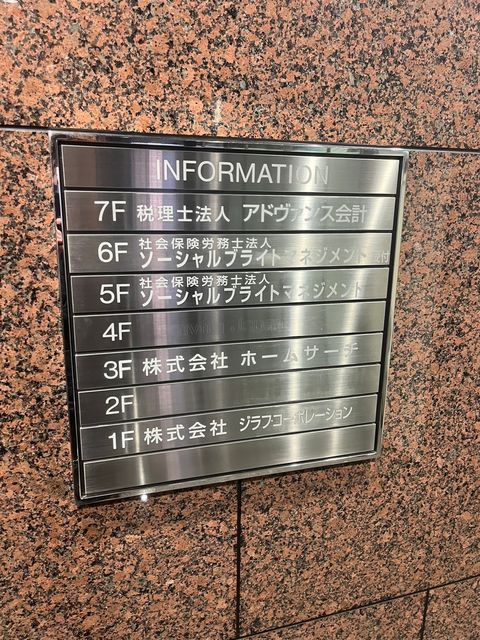 INFORMATION
7F 税理士法人 アドヴァンス会計
6F 社会保険労務士法人
ソーシャルブライトマネジメント 受付
5F 社会保険労務士法人
ソーシャルブライトマネジメント
4F
3F 株式会社 ホームサーチ
2F
1F 株式会社 ジラフ・コーポレーション